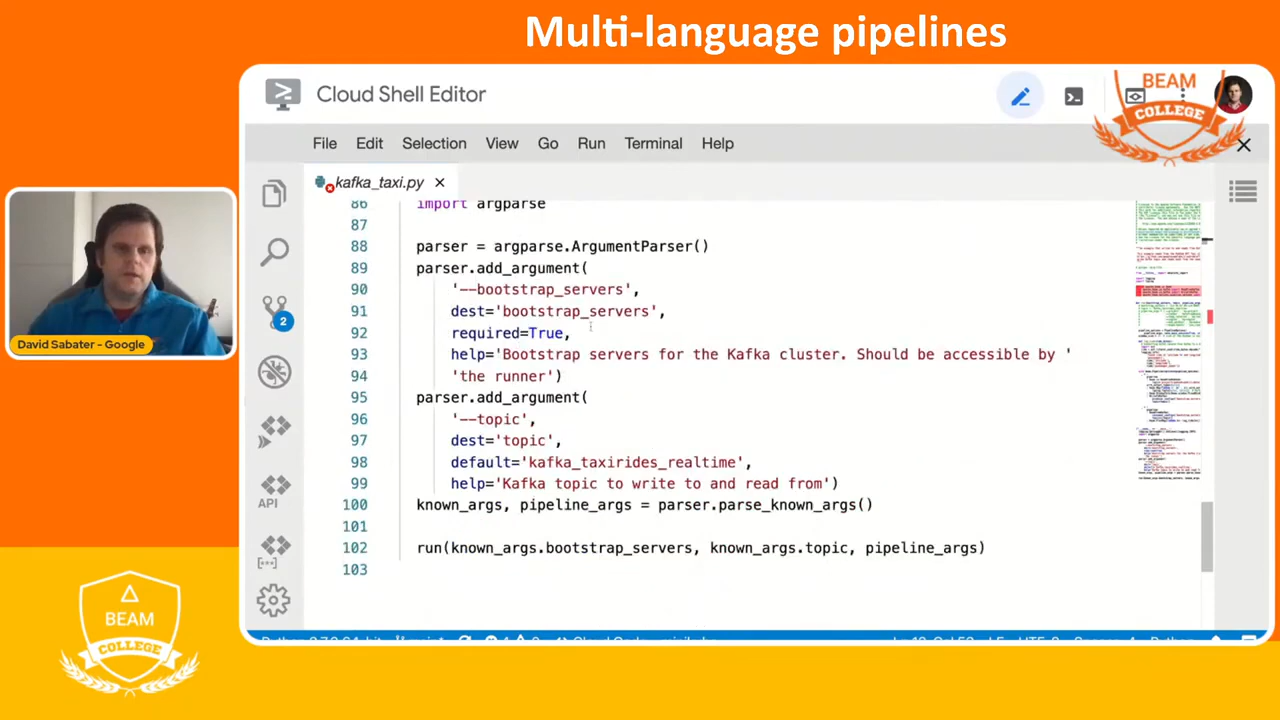 Multi-language pipelines
Cloud Shell Editor
BEAM
COLLEGE
File Edit Selection View Go Run Terminal Help
kafka_taxi.py
86 import argparse
87
88 parser = argparse.ArgumentParser()
89 parser.add_argument(
90 '--bootstrap_servers',
91 dest='bootstrap_servers',
92 required=True,
93 help='Bootstrap servers for the Kafka cluster. Should be accessible by '
94 'the runner')
95 parser.add_argument(
96 '--topic',
97 dest='topic',
98 default='kafka_taxirides_realtime',
99 help='Kafka topic to write to and read from')
100 known_args, pipeline_args = parser.parse_known_args()
101
102 run(known_args.bootstrap_servers, known_args.topic, pipeline_args)
103
2
API
David Sabater - Google
BEAM
COLLEGE